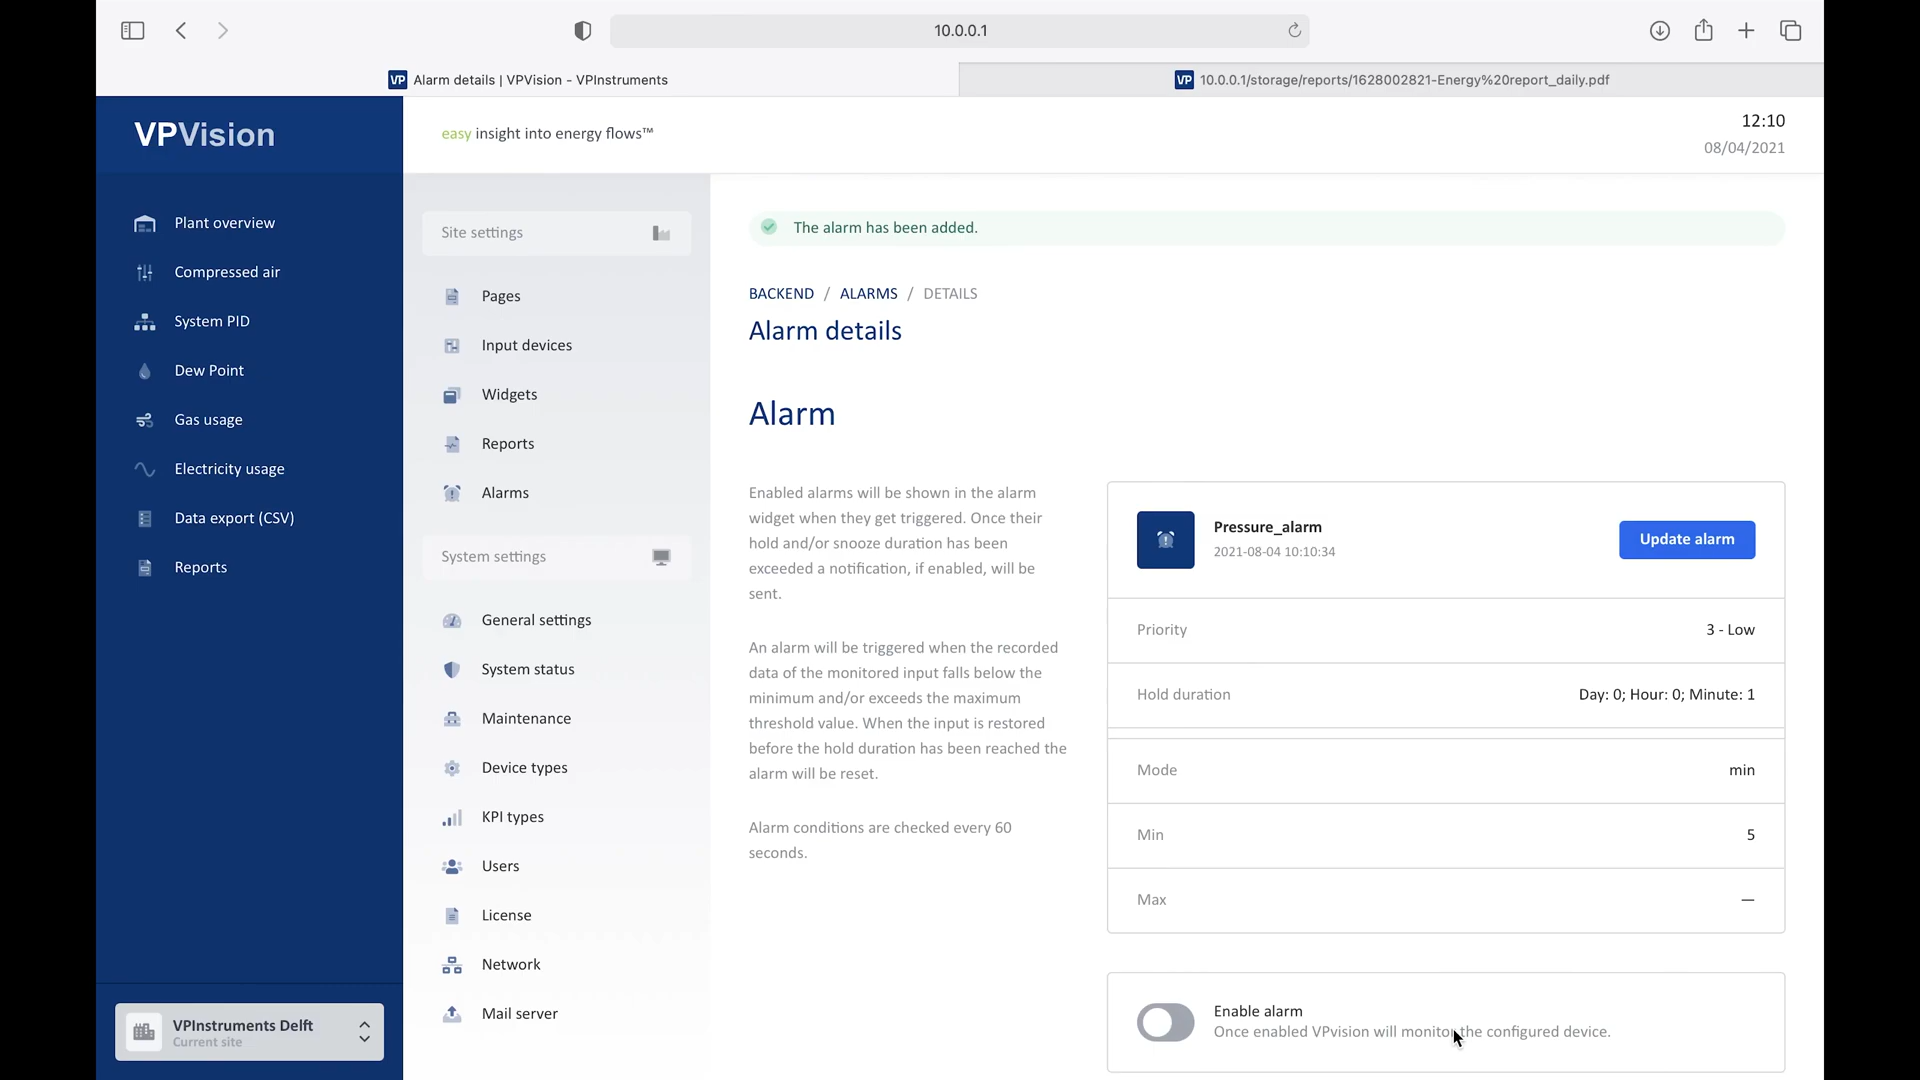 10.0.0.1
VP Alarm details | VPVision - VPInstruments
VP 10.0.0.1/storage/reports/1628002821-Energy%20report_daily.pdf
VPVision
easy insight into energy flows™
12:10
08/04/2021
Plant overview
Compressed air
System PID
Dew Point
Gas usage
Electricity usage
Data export (CSV)
Reports
VPInstruments Delft
Current site
Site settings
Pages
Input devices
Widgets
Reports
Alarms
System settings
General settings
System status
Maintenance
Device types
KPI types
Users
License
Network
Mail server
The alarm has been added.
BACKEND / ALARMS / DETAILS
Alarm details
Alarm
Enabled alarms will be shown in the alarm
widget when they get triggered. Once their
hold and/or snooze duration has been
exceeded a notification, if enabled, will be
sent.
An alarm will be triggered when the recorded
data of the monitored input falls below the
minimum and/or exceeds the maximum
threshold value. When the input is restored
before the hold duration has been reached the
alarm will be reset.
Alarm conditions are checked every 60
seconds.
Pressure_alarm
2021-08-04 10:10:34
Update alarm
Priority 3 - Low
Hold duration Day: 0; Hour: 0; Minute: 1
Mode min
Min 5
Max —
Enable alarm
Once enabled VPvision will monitor the configured device.